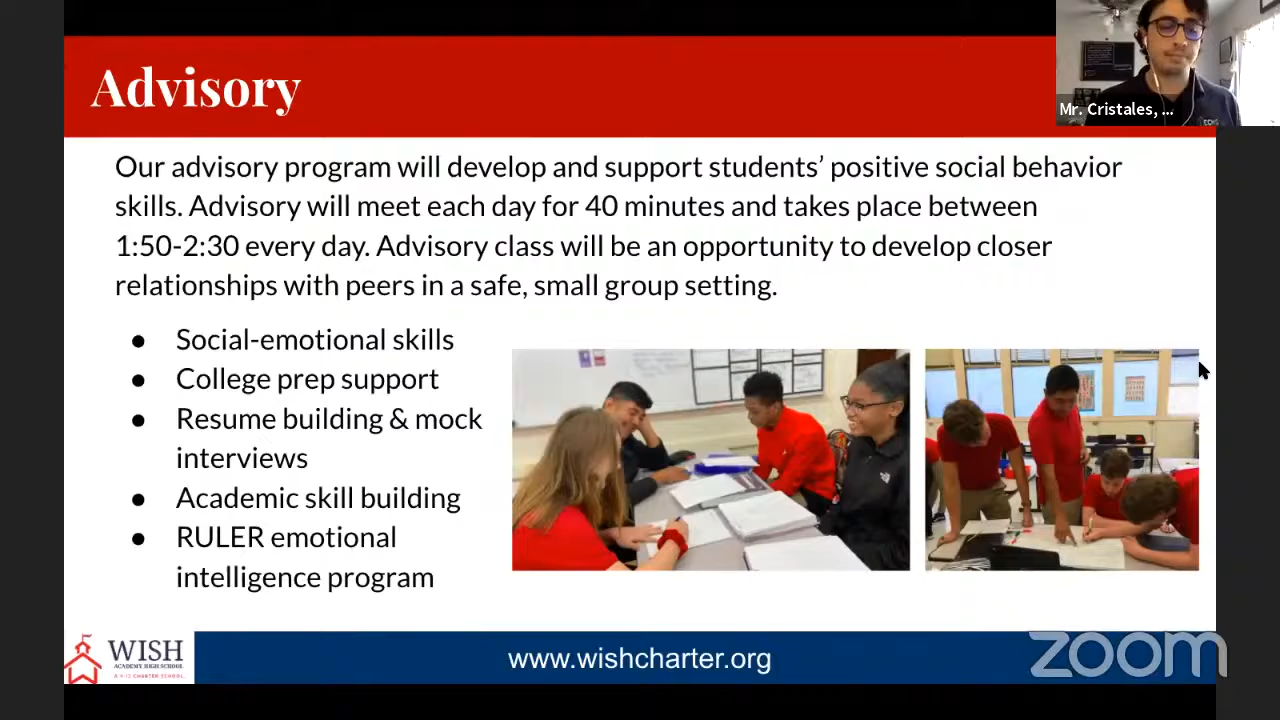 Advisory
Mr. Cristales, ...
Our advisory program will develop and support students’ positive social behavior
skills. Advisory will meet each day for 40 minutes and takes place between
1:50-2:30 every day. Advisory class will be an opportunity to develop closer
relationships with peers in a safe, small group setting.
● Social-emotional skills
● College prep support
● Resume building & mock
interviews
● Academic skill building
● RULER emotional
intelligence program
WISH
ACADEMY HIGH SCHOOL
A K-12 CHARTER SCHOOL
www.wishcharter.org
zoom